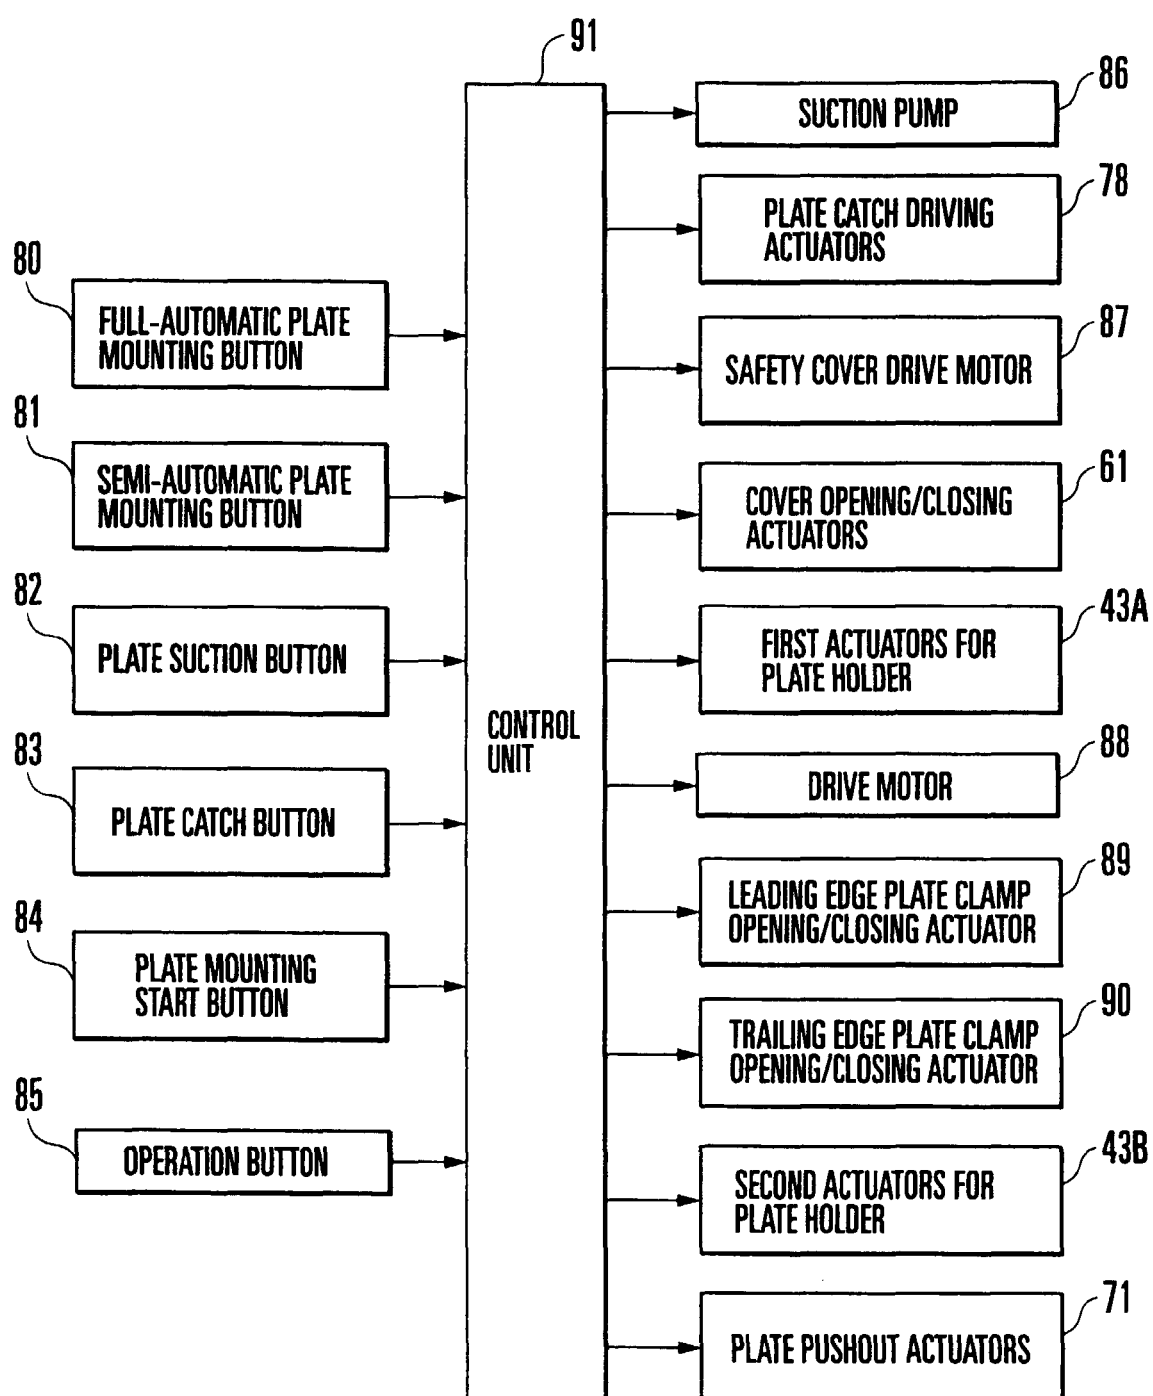 91
CONTROL
UNIT
80
FULL-AUTOMATIC PLATE
MOUNTING BUTTON
81
SEMI-AUTOMATIC PLATE
MOUNTING BUTTON
82
PLATE SUCTION BUTTON
83
PLATE CATCH BUTTON
84
PLATE MOUNTING
START BUTTON
85
OPERATION BUTTON
86
SUCTION PUMP
78
PLATE CATCH DRIVING
ACTUATORS
87
SAFETY COVER DRIVE MOTOR
61
COVER OPENING/CLOSING
ACTUATORS
43A
FIRST ACTUATORS FOR
PLATE HOLDER
88
DRIVE MOTOR
89
LEADING EDGE PLATE CLAMP
OPENING/CLOSING ACTUATOR
90
TRAILING EDGE PLATE CLAMP
OPENING/CLOSING ACTUATOR
43B
SECOND ACTUATORS FOR
PLATE HOLDER
71
PLATE PUSHOUT ACTUATORS